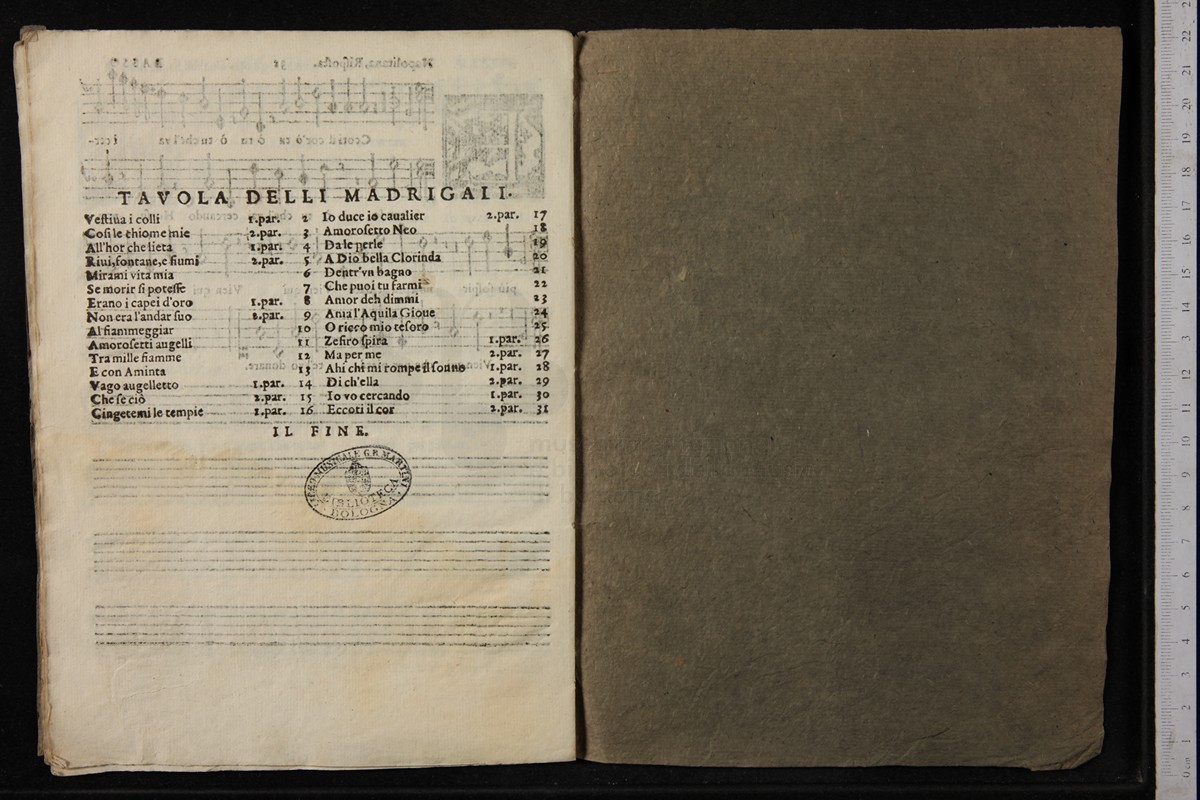 TAVOLA DELLI MADRIGALI.
Veſtiua i colli 1.par. 2
Coſi le chiome mie 2.par. 3
All'hor che lieta 1.par. 4
Riui, fontane, e fiumi 2.par. 5
Mirami vita mia 6
Se morir ſi poteſſe 7
Erano i capei d'oro 1.par. 8
Non era l'andar ſuo 2.par. 9
Al fiammeggiar 10
Amoroſetti augelli 11
Tra mille fiamme 12
E con Aminta 13
Vago augelletto 1.par. 14
Che ſe ciò 2.par. 15
Cingetemi le tempie 1.par. 16
Io duce io caualier 2.par. 17
Amoroſetto Neo 18
Da le perle 19
A Dio bella Clorinda 20
Dentr'vn bagno 21
Che puoi tu farmi 22
Amor deh dimmi 23
Ama l'Aquila Gioue 24
O ricco mio teſoro 25
Zefiro ſpira 1.par. 26
Ma per me 2.par. 27
Ahi chi mi rompe il ſonno 1.par. 28
Di ch'ella 2.par. 29
Io vo cercando 1.par. 30
Eccoti il cor 2.par. 31
IL FINE.
LICEO MUSICALE G.B. MARTINI
BIBLIOTECA
BOLOGNA